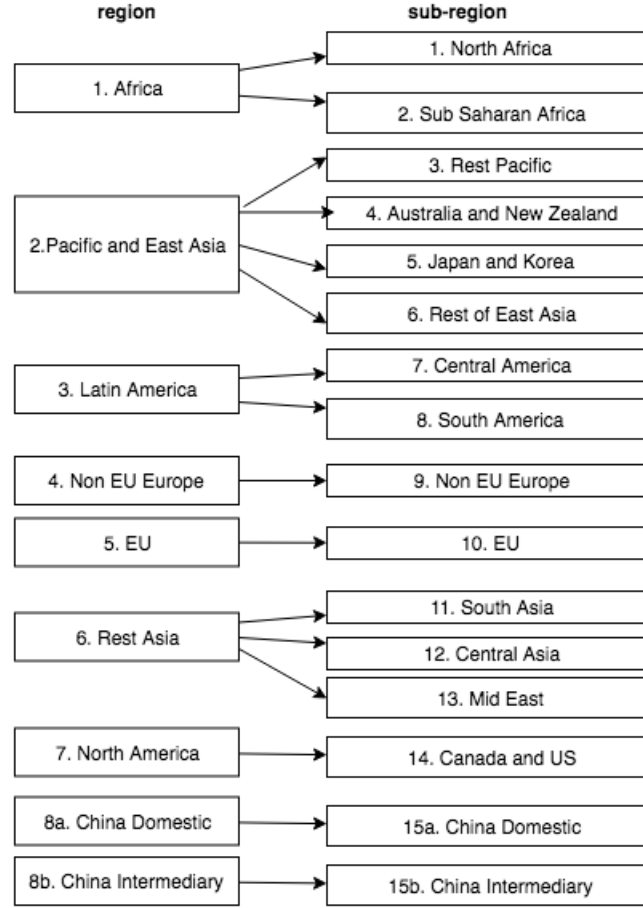 region
sub-region
1. Africa
1. North Africa
2. Sub Saharan Africa
2.Pacific and East Asia
3. Rest Pacific
4. Australia and New Zealand
5. Japan and Korea
6. Rest of East Asia
3. Latin America
7. Central America
8. South America
4. Non EU Europe
9. Non EU Europe
5. EU
10. EU
6. Rest Asia
11. South Asia
12. Central Asia
13. Mid East
7. North America
14. Canada and US
8a. China Domestic
15a. China Domestic
8b. China Intermediary
15b. China Intermediary